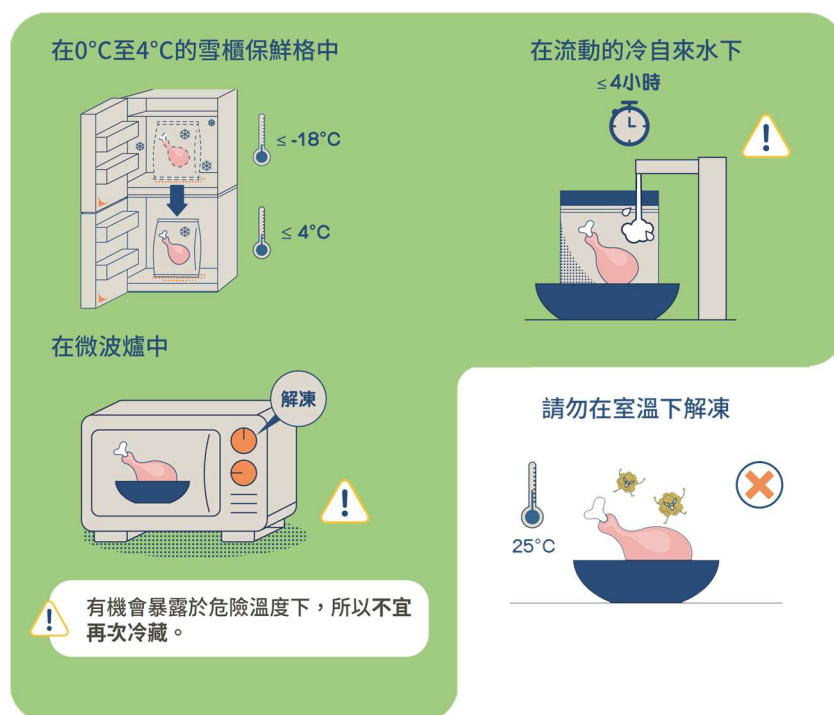 在0°C至4°C的雪櫃保鮮格中
≤ -18°C
≤ 4°C
在流動的冷自來水下
≤ 4小時
在微波爐中
解凍
有機會暴露於危險溫度下，所以不宜
再次冷藏。
請勿在室溫下解凍
25°C